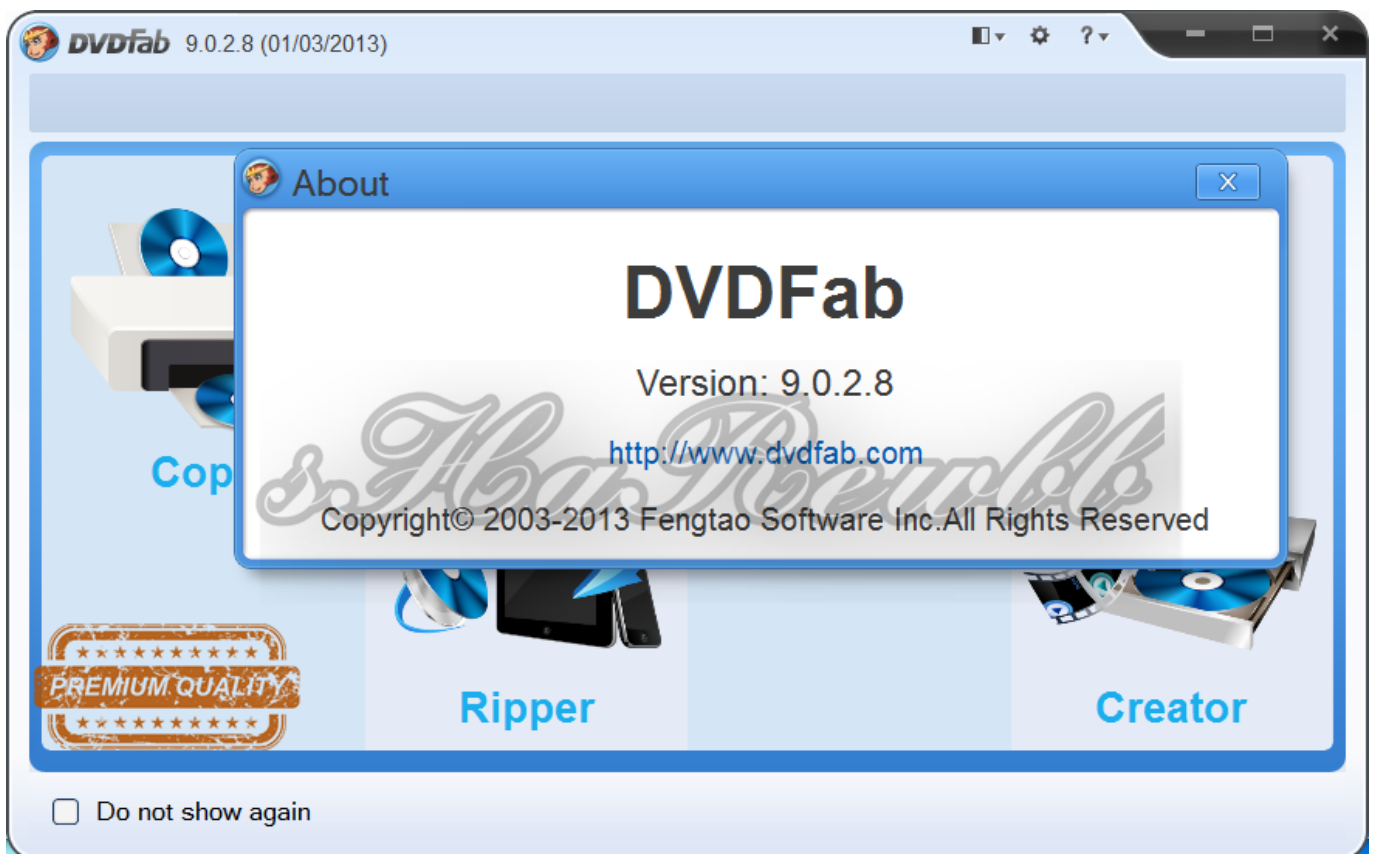 DVDFab 9.0.2.8 (01/03/2013)
?
About
X
DVDFab
Version: 9.0.2.8
http://www.dvdfab.com
sHaRewbb
Copyright© 2003-2013 Fengtao Software Inc.All Rights Reserved
Cop
PREMIUM QUALITY
Ripper
Creator
Do not show again